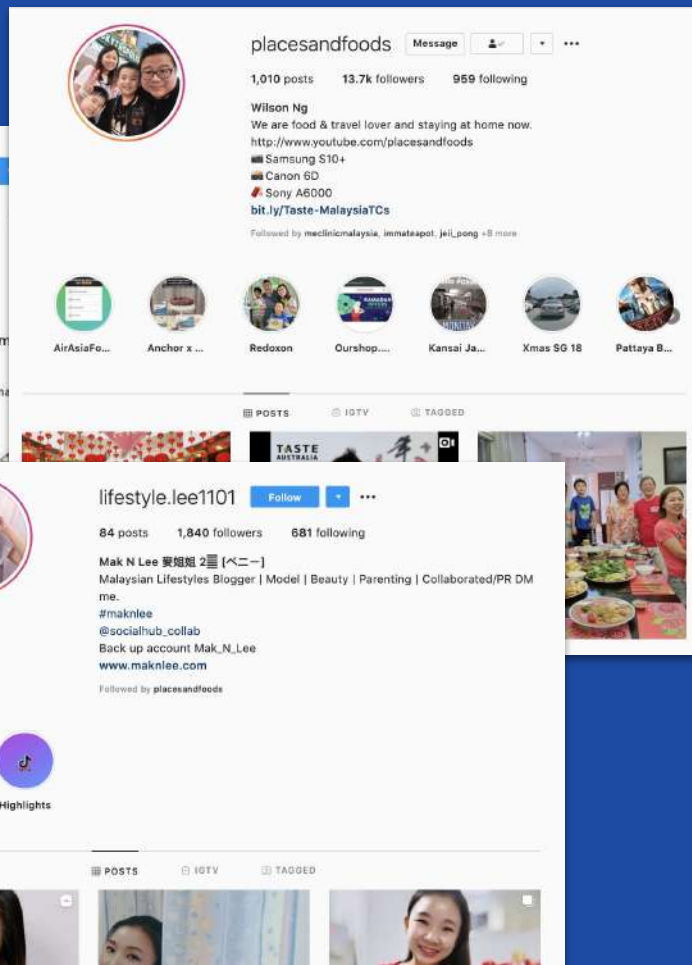 placesandfoods Message
1,010 posts 13.7k followers 959 following
Wilson Ng
We are food & travel lover and staying at home now.
http://www.youtube.com/placesandfoods
Samsung S10+
Canon 6D
Sony A6000
bit.ly/Taste-MalaysiaTCs
Followed by meclinicmalaysia, immateapot, jeii_pong +8 more
AirAsiaFo... Anchor x ... Redoxon Ourshop.... Kansai Ja... Xmas SG 18 Pattaya B...
POSTS IGTV TAGGED
TASTE
AUSTRALIA
lifestyle.lee1101 Follow
84 posts 1,840 followers 681 following
Mak N Lee 麥姐姐 2 [ベニー]
Malaysian Lifestyles Blogger | Model | Beauty | Parenting | Collaborated/PR DM
me.
#maknlee
@socialhub_collab
Back up account Mak_N_Lee
www.maknlee.com
Followed by placesandfoods
Highlights
POSTS IGTV TAGGED